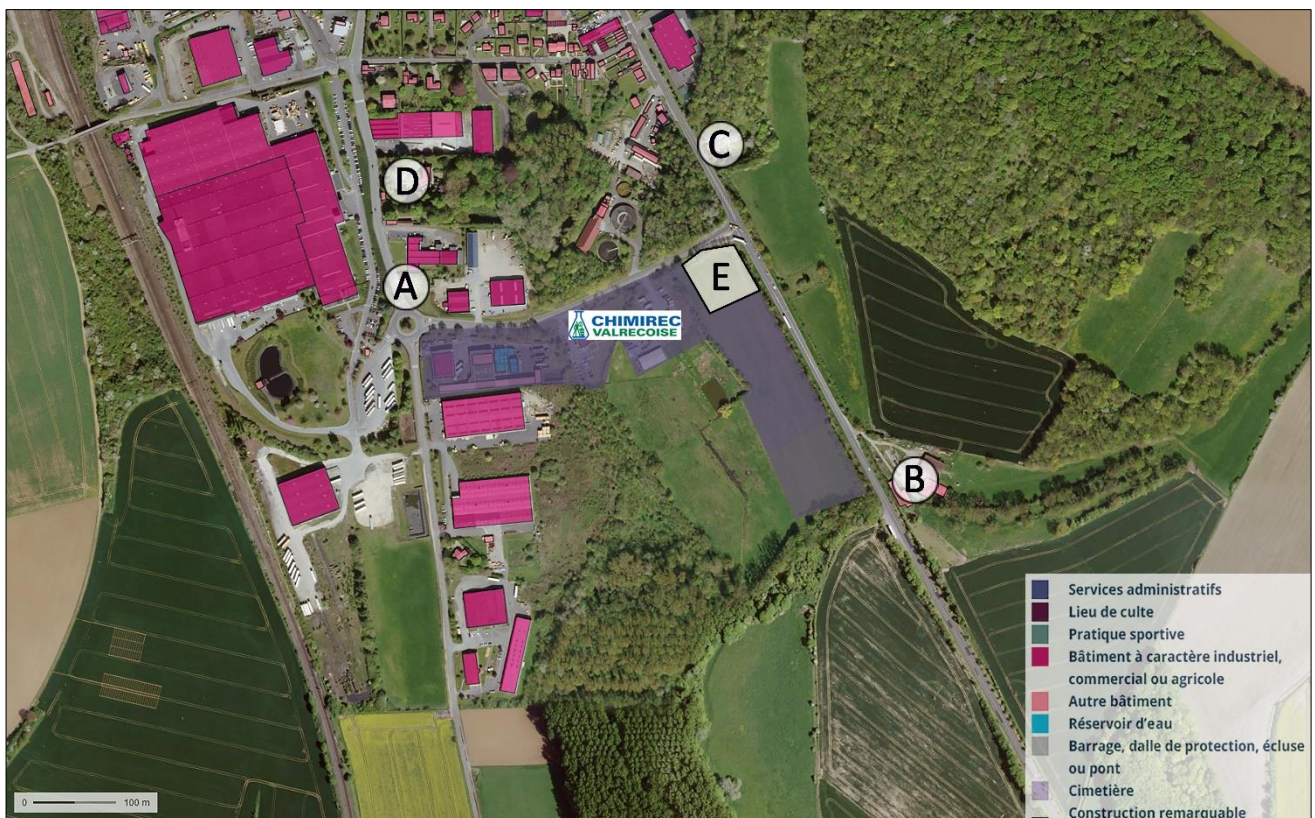 C
D
A
E
CHIMIREC
VALRECOISE
B
Services administratifs
Lieu de culte
Pratique sportive
Bâtiment à caractère industriel,
commercial ou agricole
Autre bâtiment
Réservoir d'eau
Barrage, dalle de protection, écluse
ou pont
Cimetière
Construction remarquable
0 100 m